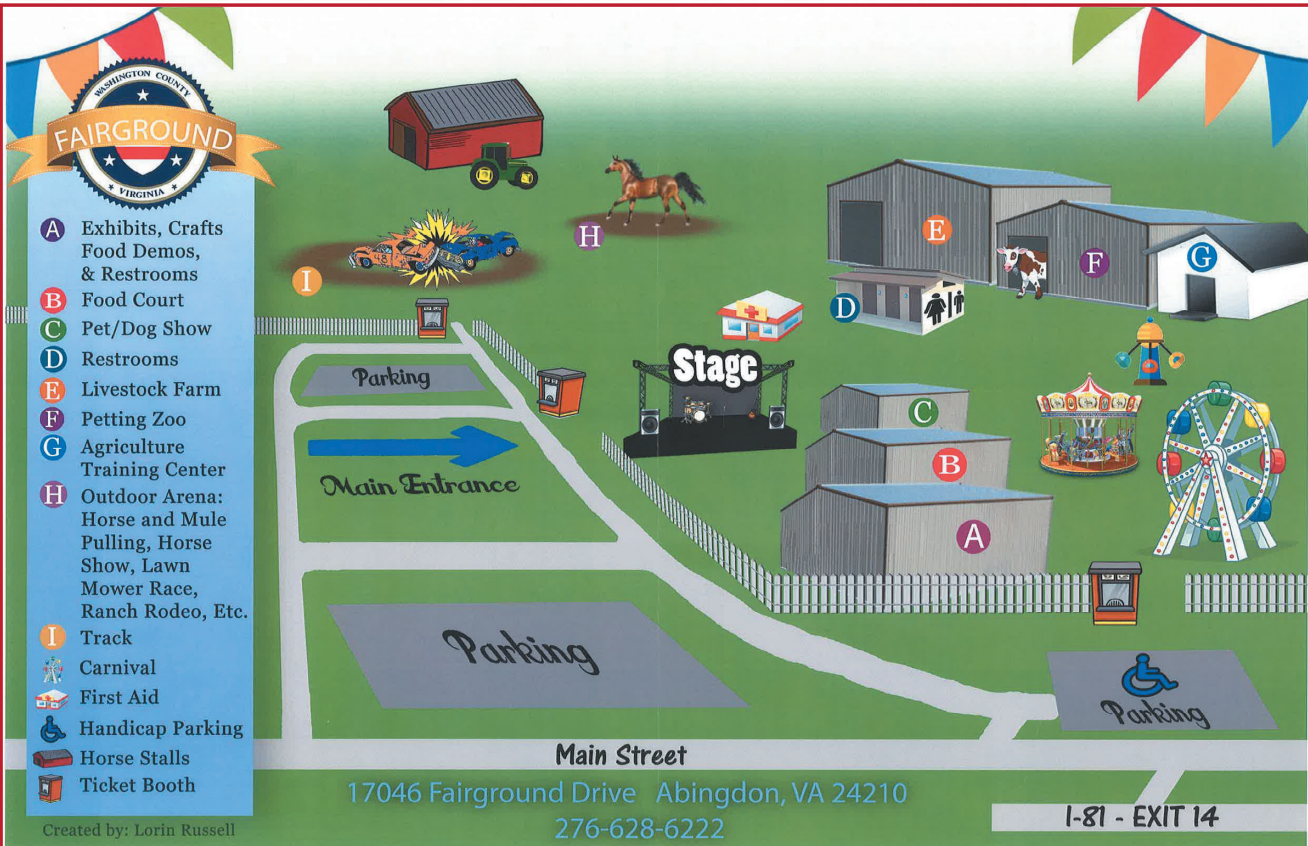 WASHINGTON COUNTY
FAIRGROUND
VIRGINIA
A Exhibits, Crafts
Food Demos,
& Restrooms
B Food Court
C Pet/Dog Show
D Restrooms
E Livestock Farm
F Petting Zoo
G Agriculture
Training Center
H Outdoor Arena:
Horse and Mule
Pulling, Horse
Show, Lawn
Mower Race,
Ranch Rodeo, Etc.
I Track
Carnival
First Aid
Handicap Parking
Horse Stalls
Ticket Booth
Created by: Lorin Russell
H
I
E
F
G
D
Stage
C
B
A
Parking
Main Entrance
Parking
Parking
Main Street
17046 Fairground Drive Abingdon, VA 24210
276-628-6222
I-81 - EXIT 14